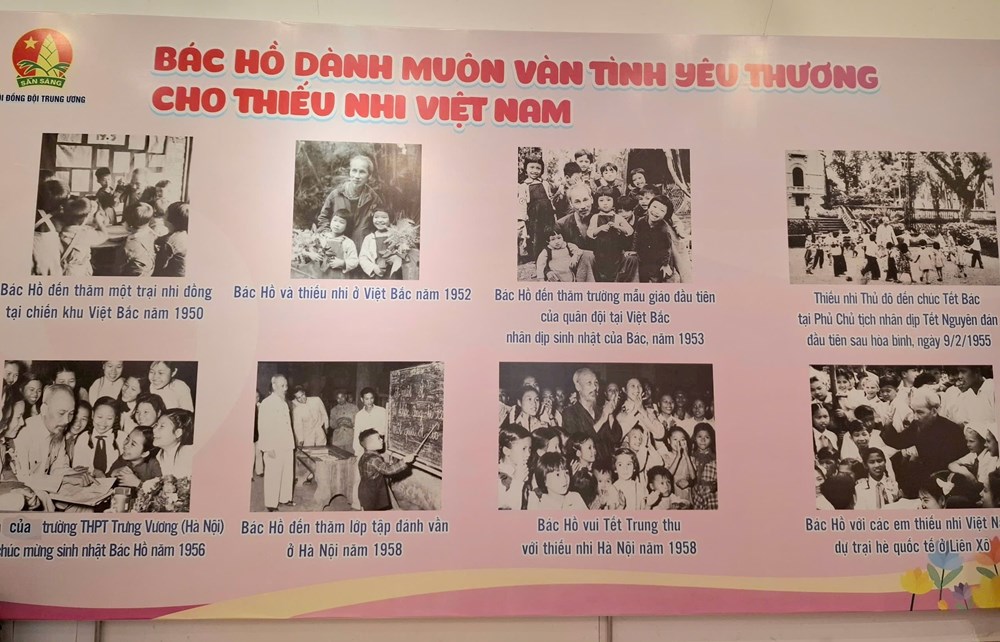 SẴN SÀNG
ĐỒNG ĐỘI TRUNG ƯƠNG
BÁC HỒ DÀNH MUÔN VÀN TÌNH YÊU THƯƠNG
CHO THIẾU NHI VIỆT NAM
Bác Hồ đến thăm một trại nhi đồng
tại chiến khu Việt Bắc năm 1950
Bác Hồ và thiếu nhi ở Việt Bắc năm 1952
Bác Hồ đến thăm trường mẫu giáo đầu tiên
của quân đội tại Việt Bắc
nhân dịp sinh nhật của Bác, năm 1953
Thiếu nhi Thủ đô đến chúc Tết Bác
tại Phủ Chủ tịch nhân dịp Tết Nguyên đán
đầu tiên sau hòa bình, ngày 9/2/1955
của trường THPT Trưng Vương (Hà Nội)
chúc mừng sinh nhật Bác Hồ năm 1956
Bác Hồ đến thăm lớp tập đánh vần
ở Hà Nội năm 1958
Bác Hồ vui Tết Trung thu
với thiếu nhi Hà Nội năm 1958
Bác Hồ với các em thiếu nhi Việt
dự trại hè quốc tế ở Liên Xô